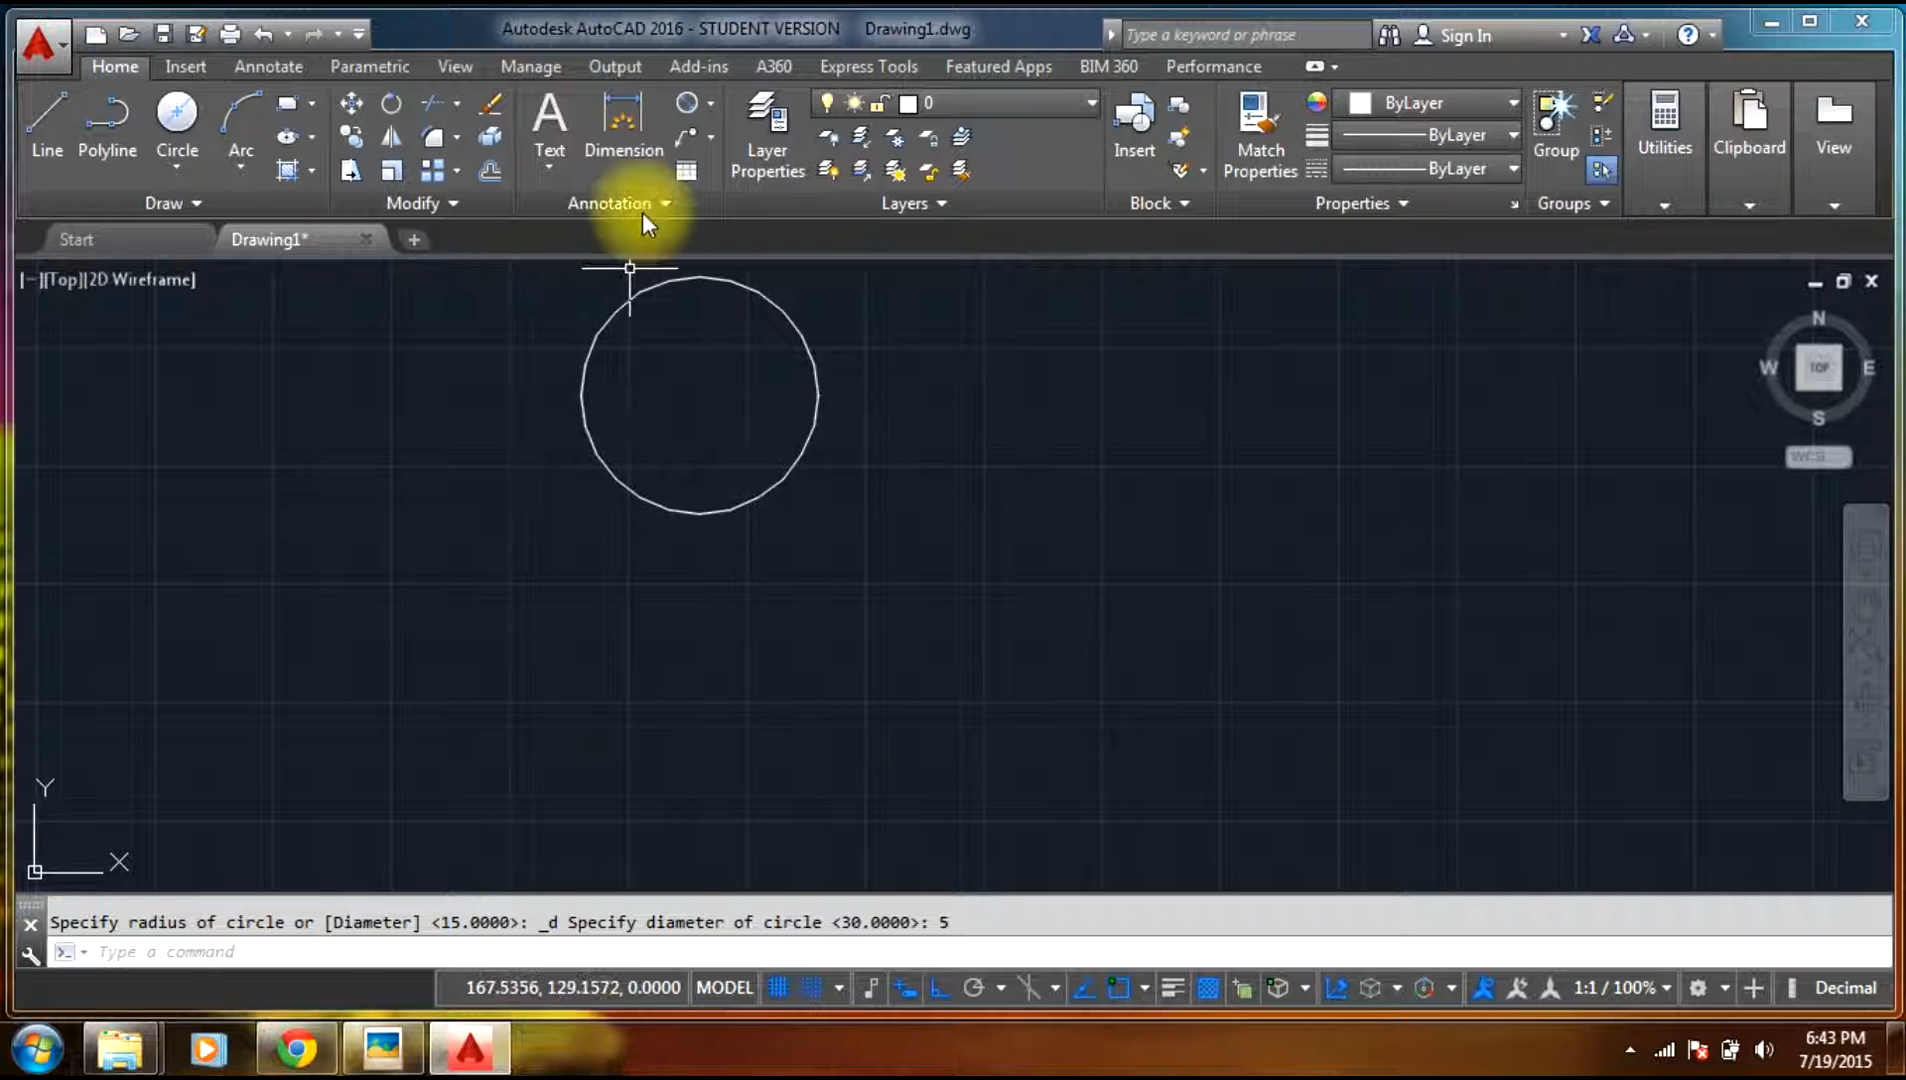 Autodesk AutoCAD 2016 - STUDENT VERSION Drawing1.dwg
Type a keyword or phrase
Sign In
Home Insert Annotate Parametric View Manage Output Add-ins A360 Express Tools Featured Apps BIM 360 Performance
0
ByLayer
ByLayer
ByLayer
Line Polyline Circle Arc
A
Text Dimension
Layer Properties
Insert
Match Properties
Group
Utilities Clipboard View
Draw Modify Annotation Layers Block Properties Groups
Start Drawing1*
[−][Top][2D Wireframe]
N
W TOP E
S
WCS
Y
X
Specify radius of circle or [Diameter] <15.0000>: _d Specify diameter of circle <30.0000>: 5
Type a command
167.5356, 129.1572, 0.0000 MODEL 1:1 / 100% Decimal
6:43 PM
7/19/2015